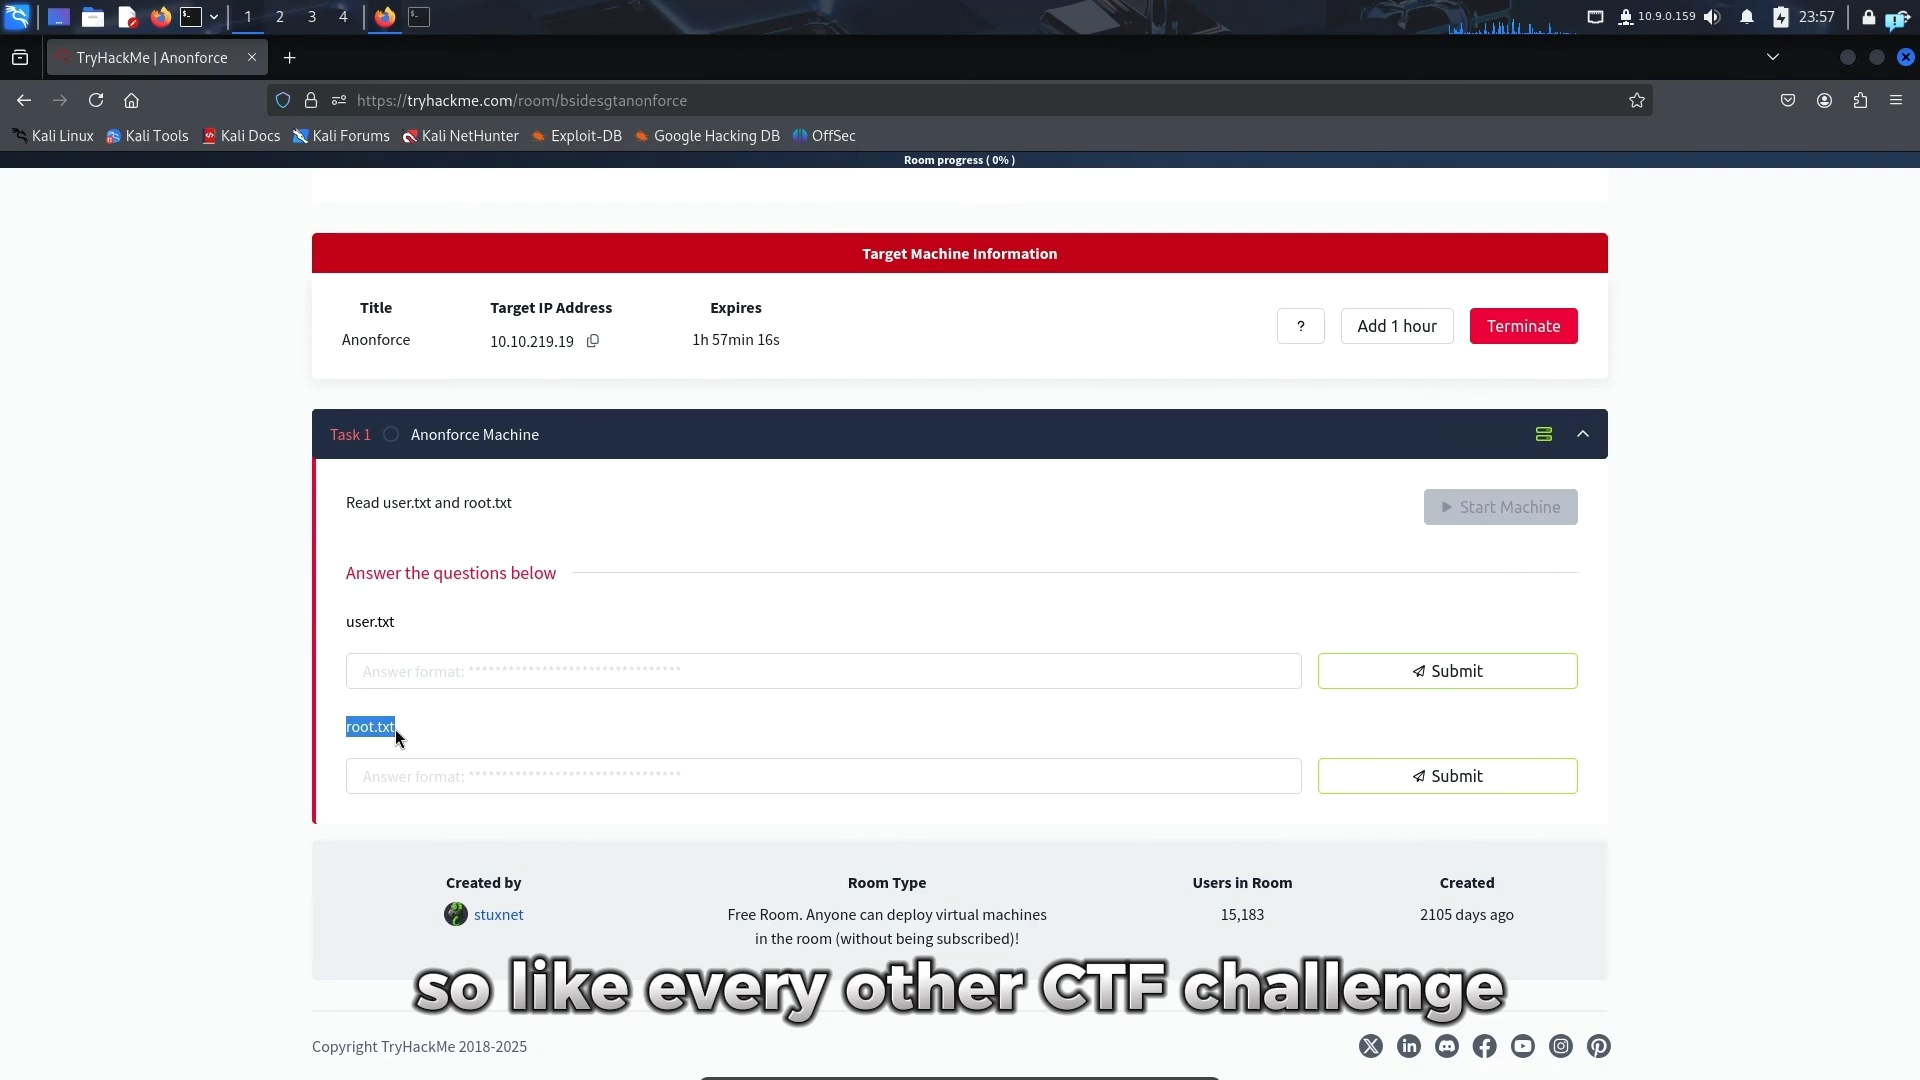 1 2 3 4 10.9.0.159 23:57
TryHackMe | Anonforce
https://tryhackme.com/room/bsidesgtanonforce
Kali Linux Kali Tools Kali Docs Kali Forums Kali NetHunter Exploit-DB Google Hacking DB OffSec
Room progress ( 0% )
Target Machine Information
Title Target IP Address Expires
Anonforce 10.10.219.19 1h 57min 16s
? Add 1 hour Terminate
Task 1 Anonforce Machine
Read user.txt and root.txt
Start Machine
Answer the questions below
user.txt
Answer format: ********************************
Submit
root.txt
Answer format: ********************************
Submit
Created by Room Type Users in Room Created
stuxnet Free Room. Anyone can deploy virtual machines 15,183 2105 days ago
in the room (without being subscribed)!
so like every other CTF challenge
Copyright TryHackMe 2018-2025